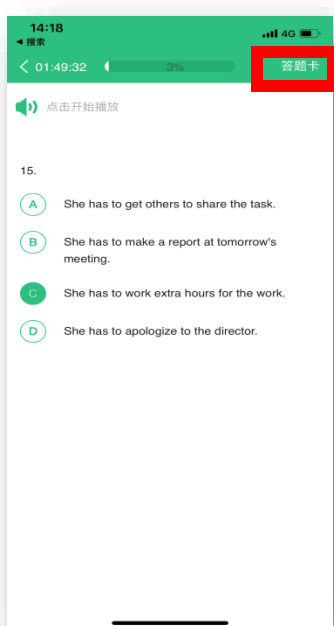 14:18
4G
◀ 搜索
01:49:32
3%
答题卡
点击开始播放
15.
A
She has to get others to share the task.
B
She has to make a report at tomorrow's
meeting.
C
She has to work extra hours for the work.
D
She has to apologize to the director.